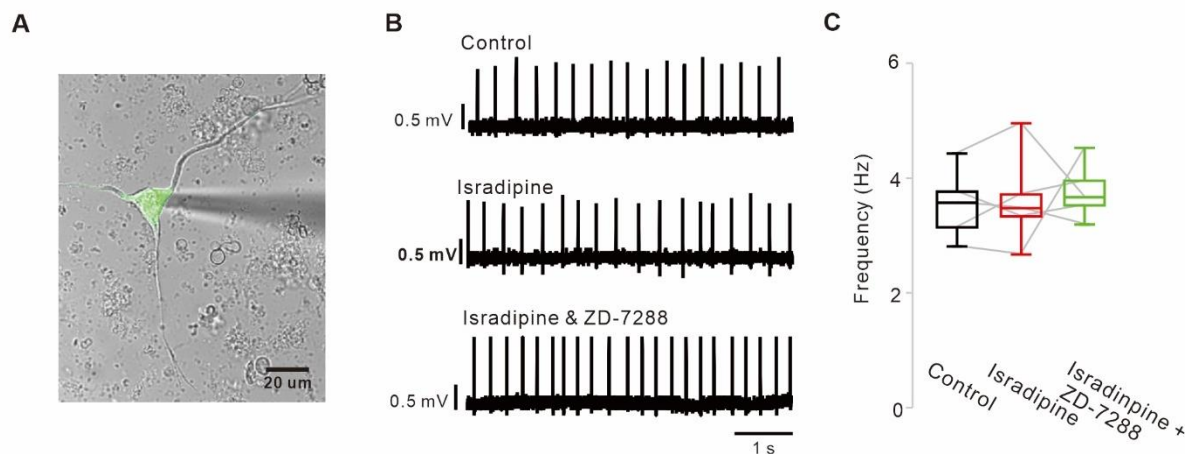 A
20 um
B
Control
0.5 mV
Isradipine
0.5 mV
Isradipine & ZD-7288
0.5 mV
1 s
C
6
4
2
0
Frequency (Hz)
Control
Isradipine
Isradinpine +
ZD-7288